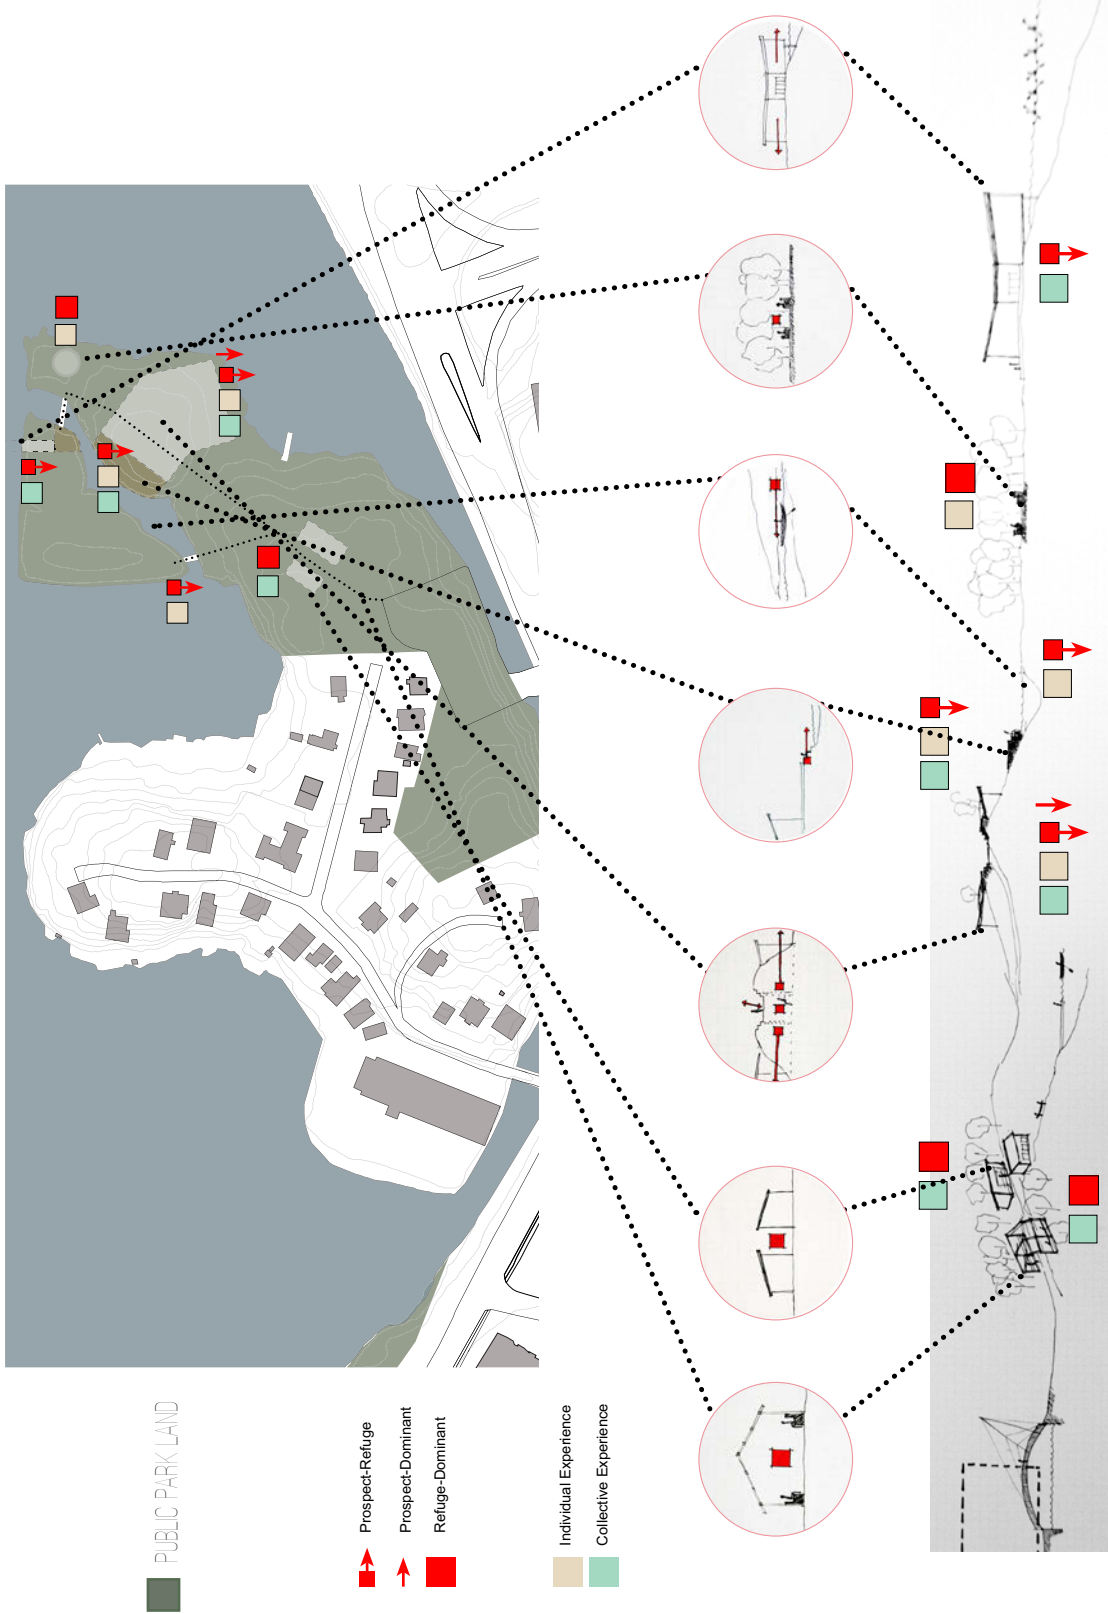 PUBLIC PARK LAND
Prospect-Refuge
Prospect-Dominant
Refuge-Dominant
Individual Experience
Collective Experience